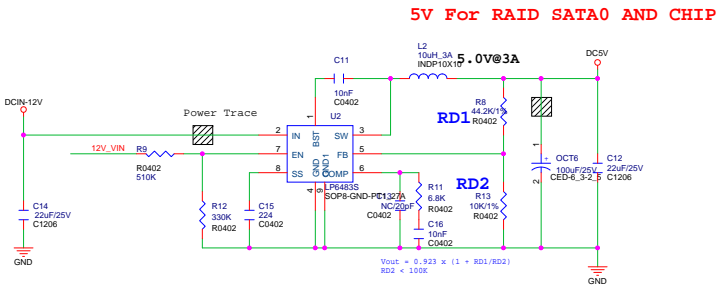 5V For RAID SATA0 AND CHIP
L2
10uH_3A
INDP10X10
5.0V@3A
DC5V
C11
10nF
C0402
DCIN-12V
Power Trace
U2
1
2
IN
BST
SW
3
RD1
R8
44.2K/1%
R0402
12V_VIN
R9
R0402
510K
7
EN
FB
5
8
SS
GND
GND1
COMP
6
4
9
LP6483S
SOP8-GND-PT1.27A
RD2
1
2
+
OCT6
100uF/25V
CED-6_3-2_5
C12
22uF/25V
C1206
C14
22uF/25V
C1206
R12
330K
R0402
C15
224
C0402
NC/20pF
C0402
R11
6.8K
R0402
R13
10K/1%
R0402
C16
10nF
C0402
GND
Vout = 0.923 x (1 + RD1/RD2)
RD2 < 100K
GND